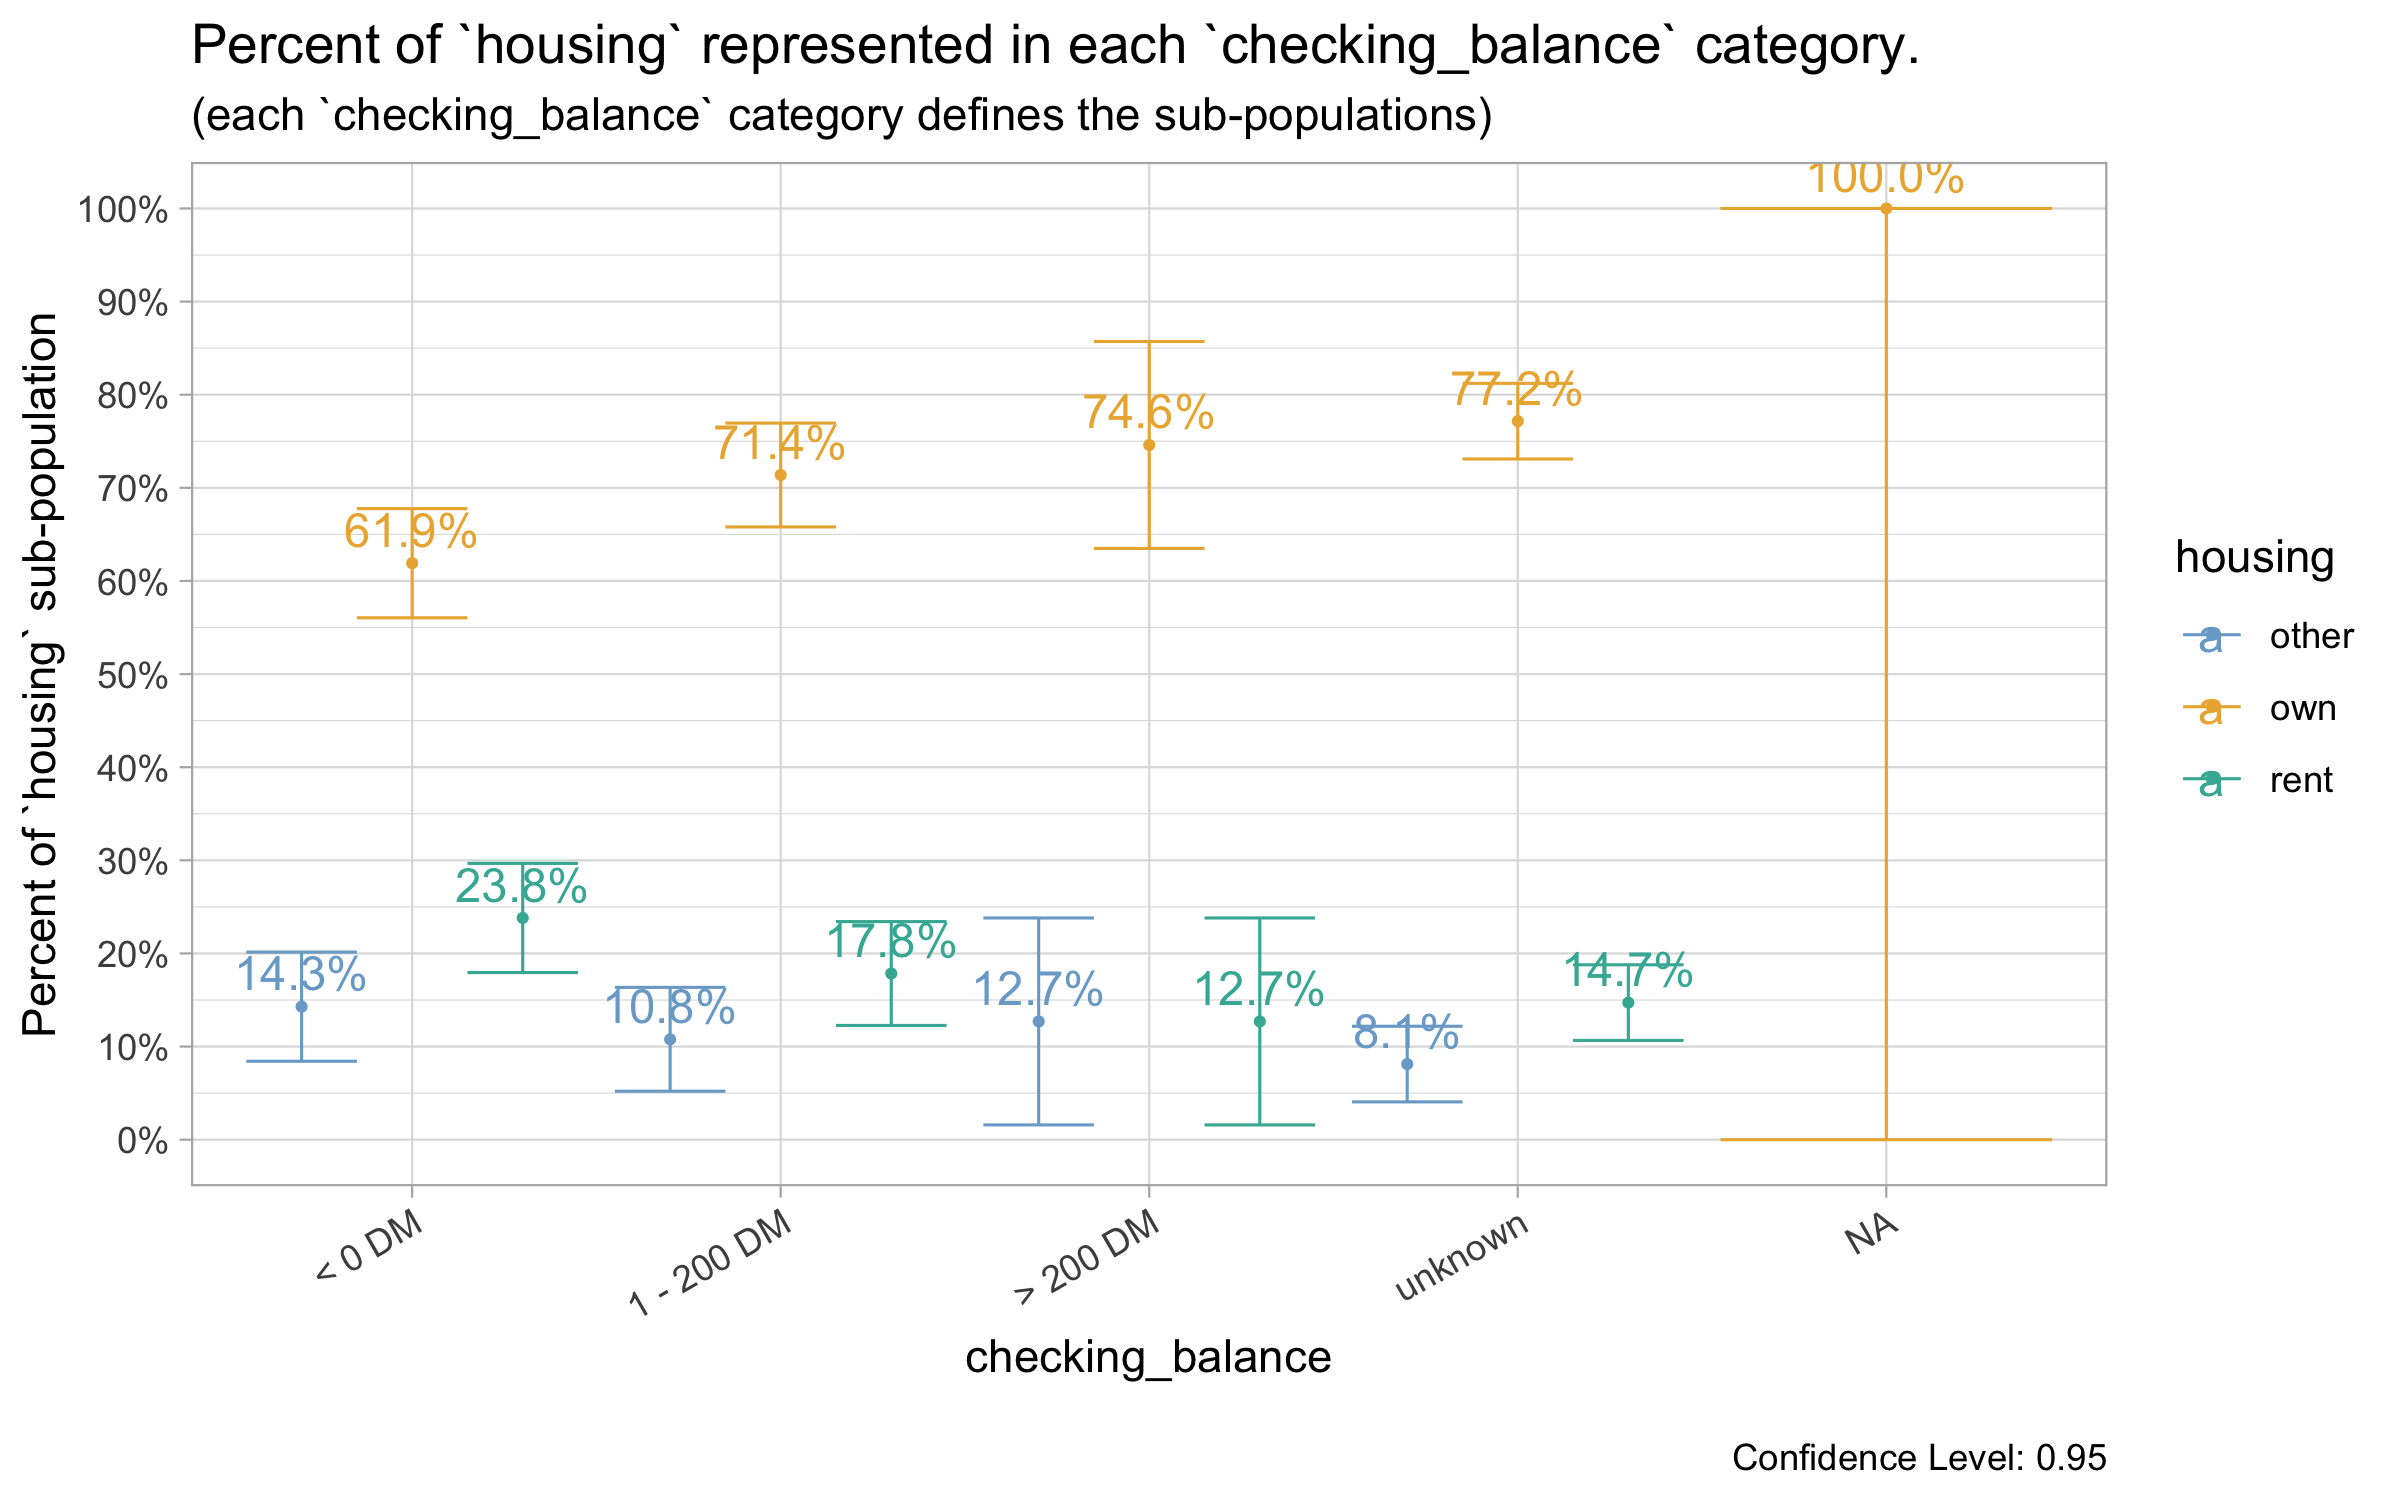 Percent of `housing` represented in each `checking_balance` category.
(each `checking_balance` category defines the sub-populations)
Percent of `housing` sub-population
100%
90%
80%
70%
60%
50%
40%
30%
20%
10%
0%
100.0%
77.2%
74.6%
71.4%
61.9%
23.8%
17.8%
14.7%
14.3%
12.7%
12.7%
10.8%
8.1%
< 0 DM
1 - 200 DM
> 200 DM
unknown
NA
checking_balance
housing
a other
a own
a rent
Confidence Level: 0.95